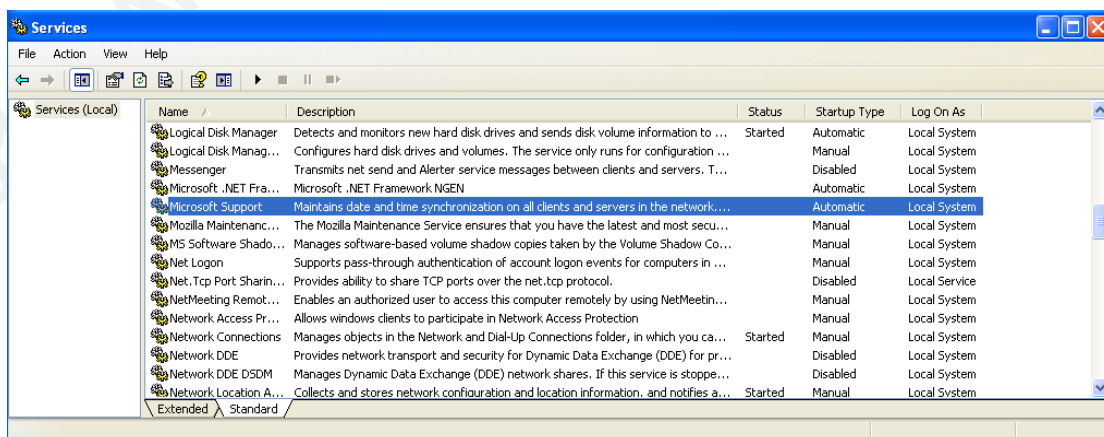 Services
File Action View Help
Services (Local)
Name Description Status Startup Type Log On As
Logical Disk Manager Detects and monitors new hard disk drives and sends disk volume information to ... Started Automatic Local System
Logical Disk Manag... Configures hard disk drives and volumes. The service only runs for configuration ... Manual Local System
Messenger Transmits net send and Alerter service messages between clients and servers. T... Disabled Local System
Microsoft .NET Fra... Microsoft .NET Framework NGEN Automatic Local System
Microsoft Support Maintains date and time synchronization on all clients and servers in the network.... Automatic Local System
Mozilla Maintenanc... The Mozilla Maintenance Service ensures that you have the latest and most secu... Manual Local System
MS Software Shado... Manages software-based volume shadow copies taken by the Volume Shadow Co... Manual Local System
Net Logon Supports pass-through authentication of account logon events for computers in ... Manual Local System
Net.Tcp Port Sharin... Provides ability to share TCP ports over the net.tcp protocol. Disabled Local Service
NetMeeting Remot... Enables an authorized user to access this computer remotely by using NetMeetin... Manual Local System
Network Access Pr... Allows windows clients to participate in Network Access Protection Manual Local System
Network Connections Manages objects in the Network and Dial-Up Connections folder, in which you ca... Started Manual Local System
Network DDE Provides network transport and security for Dynamic Data Exchange (DDE) for pr... Disabled Local System
Network DDE DSDM Manages Dynamic Data Exchange (DDE) network shares. If this service is stoppe... Disabled Local System
Network Location A... Collects and stores network configuration and location information, and notifies a... Started Manual Local System
Extended Standard